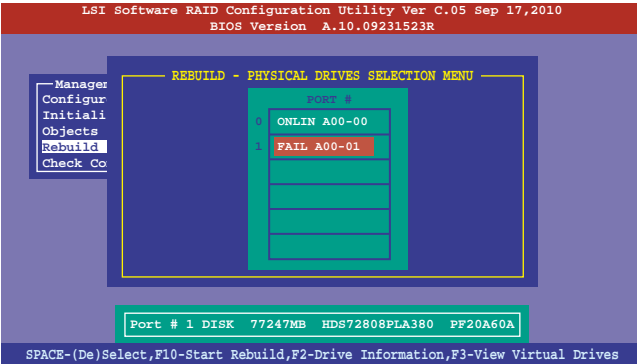 LSI Software RAID Configuration Utility Ver C.05 Sep 17,2010
BIOS Version A.10.09231523R
REBUILD - PHYSICAL DRIVES SELECTION MENU
Managem
Configur
Initiali
Objects
Rebuild
Check Co
PORT #
0 ONLIN A00-00
1 FAIL A00-01
Port # 1 DISK 77247MB HDS72808PLA380 PF20A60A
SPACE-(De)Select,F10-Start Rebuild,F2-Drive Information,F3-View Virtual Drives